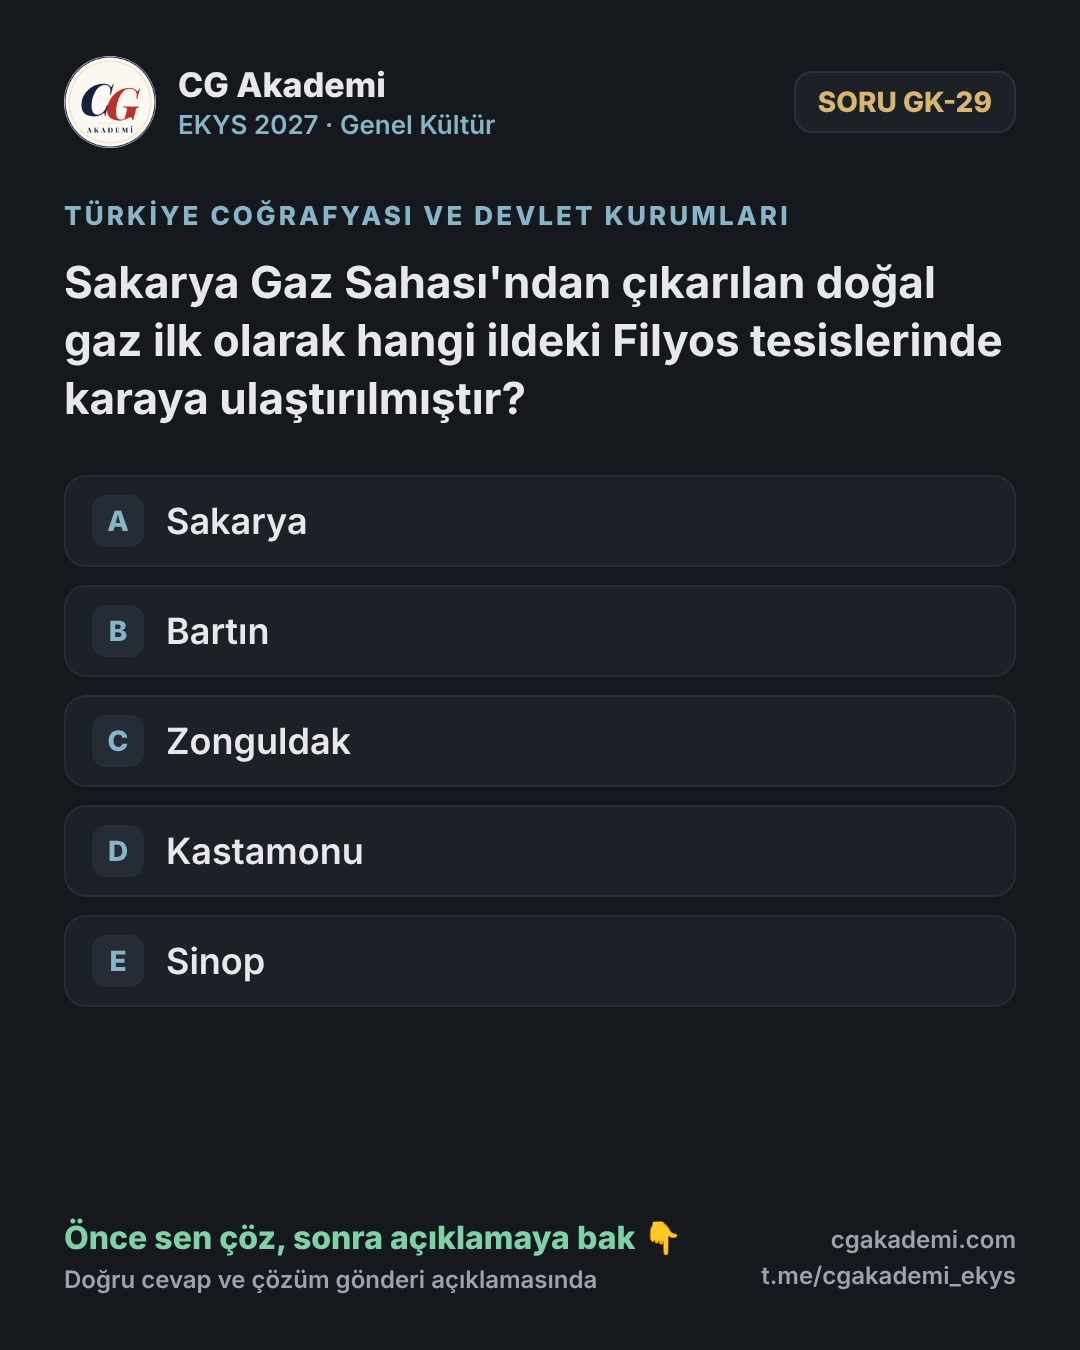 CG
AKADEMİ
CG Akademi
EKYS 2027 · Genel Kültür
SORU GK-29
TÜRKİYE COĞRAFYASI VE DEVLET KURUMLARI
Sakarya Gaz Sahası'ndan çıkarılan doğal
gaz ilk olarak hangi ildeki Filyos tesislerinde
karaya ulaştırılmıştır?
A Sakarya
B Bartın
C Zonguldak
D Kastamonu
E Sinop
Önce sen çöz, sonra açıklamaya bak 👇
Doğru cevap ve çözüm gönderi açıklamasında
cgakademi.com
t.me/cgakademi_ekys